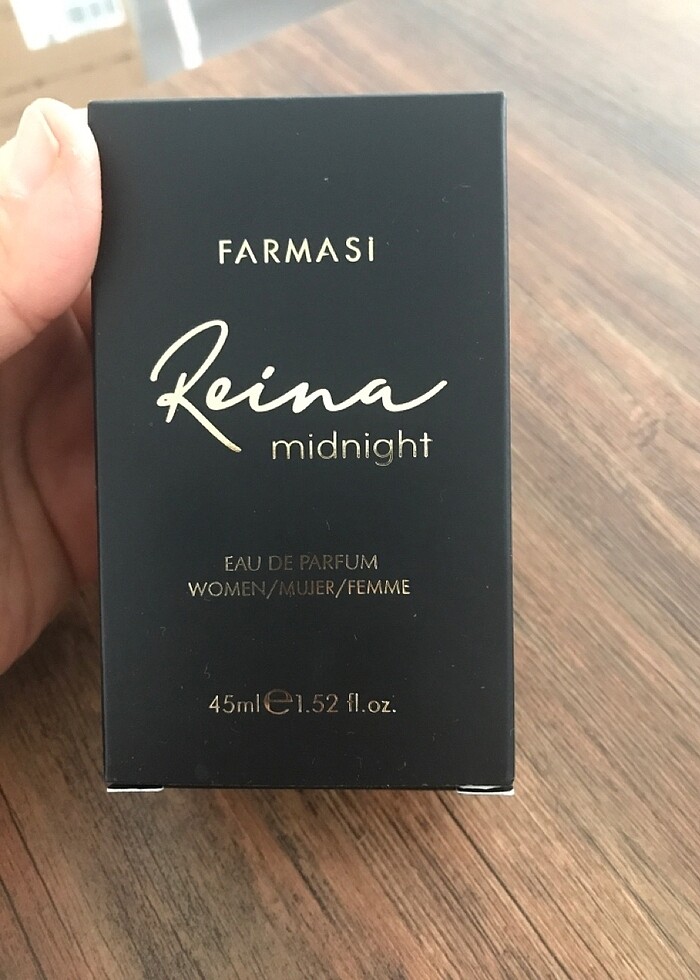 FARMASİ
Reina
midnight
EAU DE PARFUM
WOMEN/MUJER/FEMME
45ml℮1.52 fl.oz.